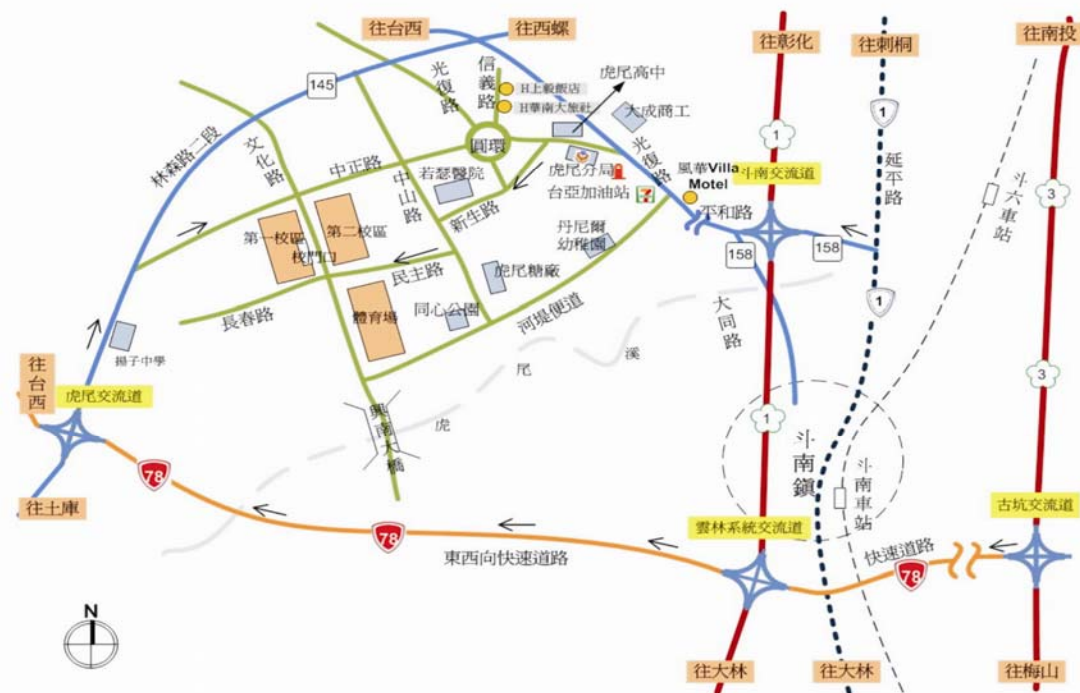 往台西
往西螺
往彰化
往刺桐
往南投
145
光復路
信義路
H上毅飯店
H華南大旅社
虎尾高中
大成商工
1
1
林森路二段
文化路
中正路
圓環
中山路
若瑟醫院
虎尾分局
台亞加油站
7
光復路
風華Villa
Motel
斗南交流道
延平路
斗六車站
3
新生路
平和路
158
158
第一校區
第二校區
校門口
丹尼爾
幼稚園
虎尾糖廠
民主路
1
長春路
體育場
同心公園
河堤便道
大同路
揚子中學
虎尾溪
3
往台西
虎尾交流道
1
興南大橋
斗南鎮
斗南車站
78
往土庫
古坑交流道
雲林系統交流道
78
東西向快速道路
快速道路
78
N
往大林
往大林
往梅山